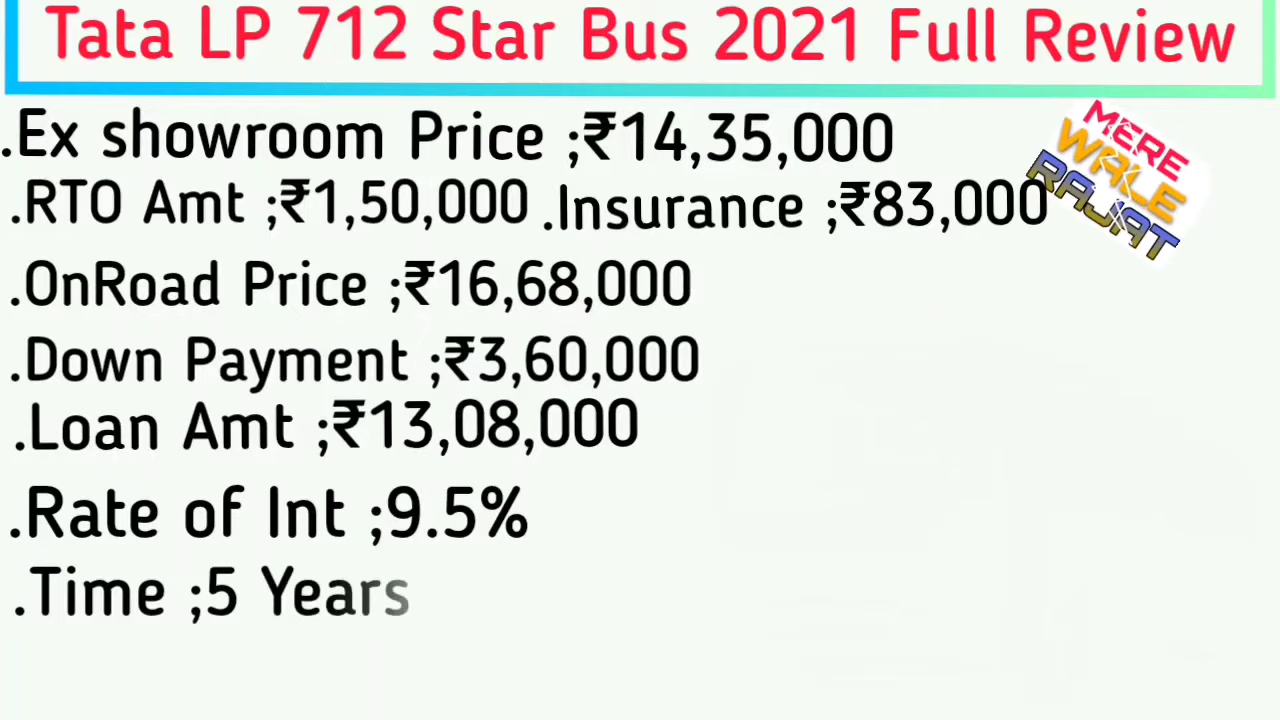 Tata LP 712 Star Bus 2021 Full Review
.Ex showroom Price ;₹14,35,000
.RTO Amt ;₹1,50,000 .Insurance ;₹83,000
MERE
WALE
RAJAT
.OnRoad Price ;₹16,68,000
.Down Payment ;₹3,60,000
.Loan Amt ;₹13,08,000
.Rate of Int ;9.5%
.Time ;5 Years